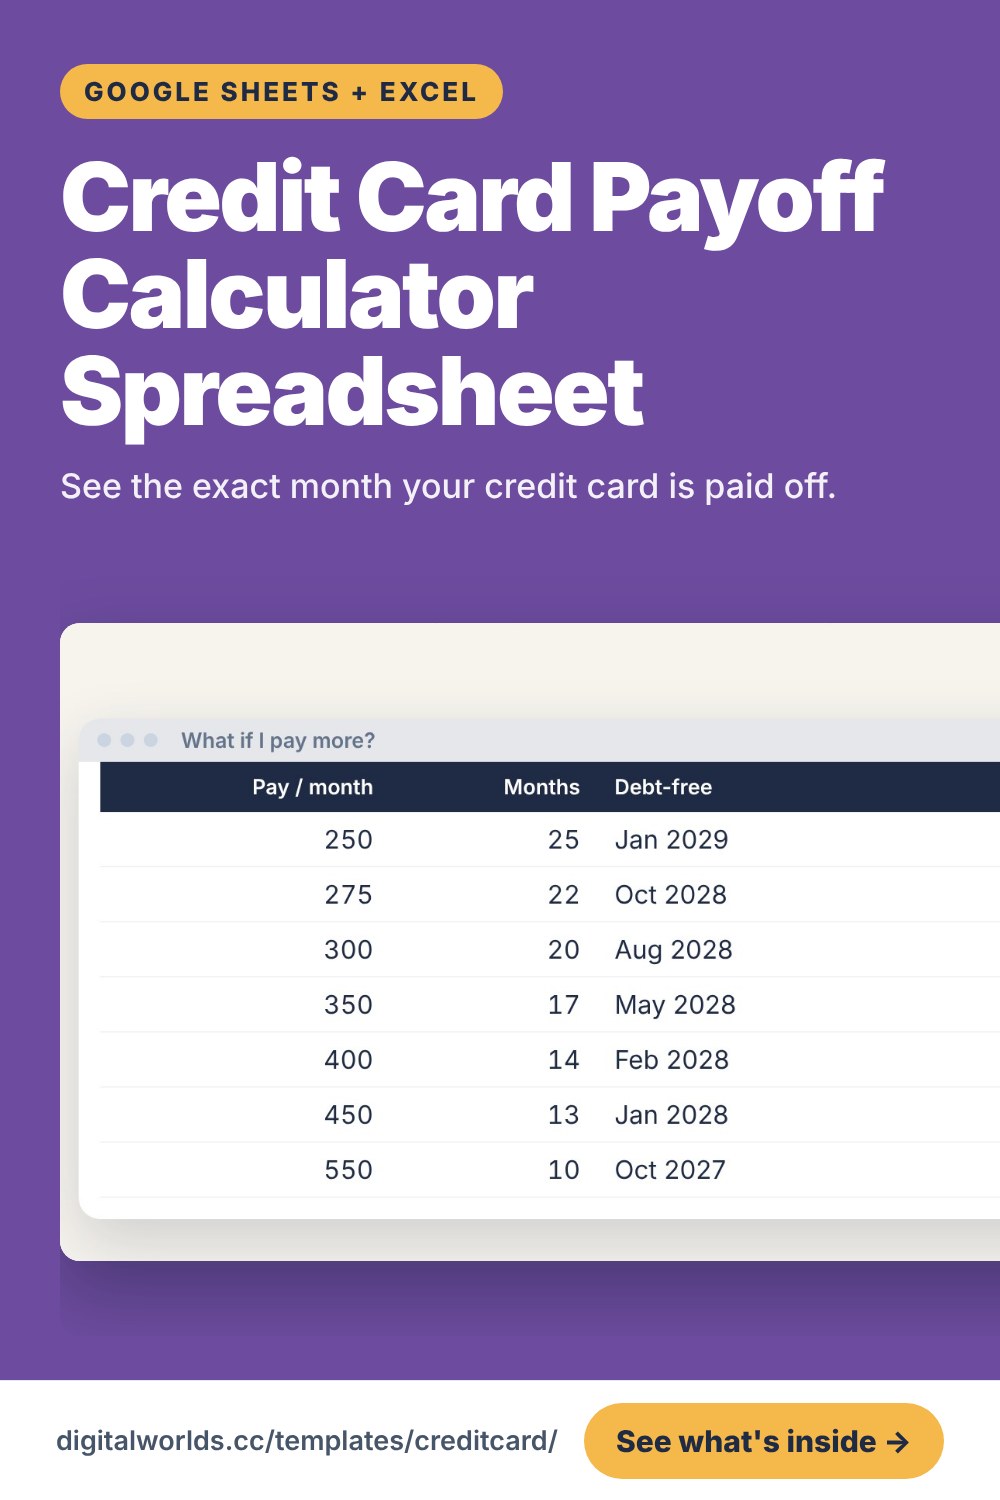 GOOGLE SHEETS + EXCEL
Credit Card Payoff
Calculator
Spreadsheet
See the exact month your credit card is paid off.
What if I pay more?
Pay / month Months Debt-free
250 25 Jan 2029
275 22 Oct 2028
300 20 Aug 2028
350 17 May 2028
400 14 Feb 2028
450 13 Jan 2028
550 10 Oct 2027
digitalworlds.cc/templates/creditcard/ See what's inside →